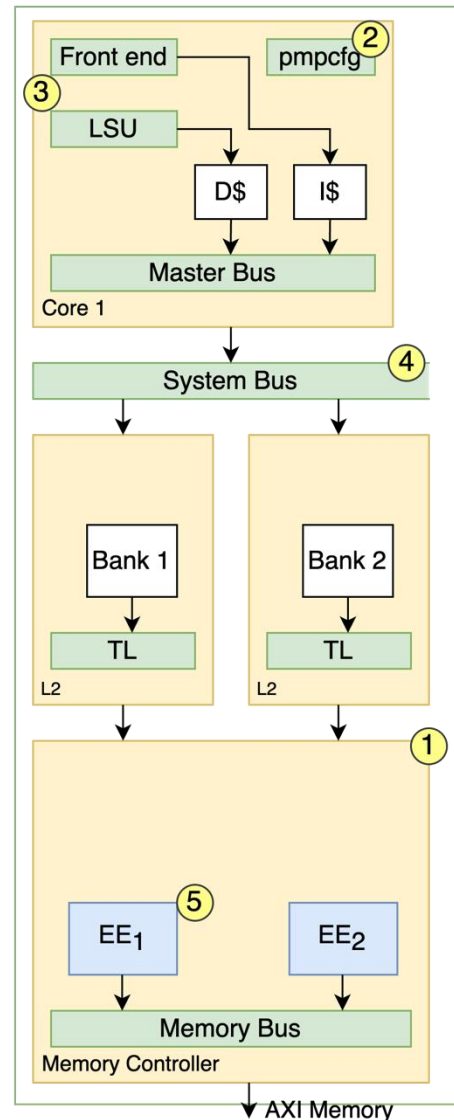 2
Front end
pmpcfg
3
LSU
D$
I$
Master Bus
Core 1
4
System Bus
Bank 1
Bank 2
TL
TL
L2
L2
1
5
EE1
EE2
Memory Bus
Memory Controller
AXI Memory